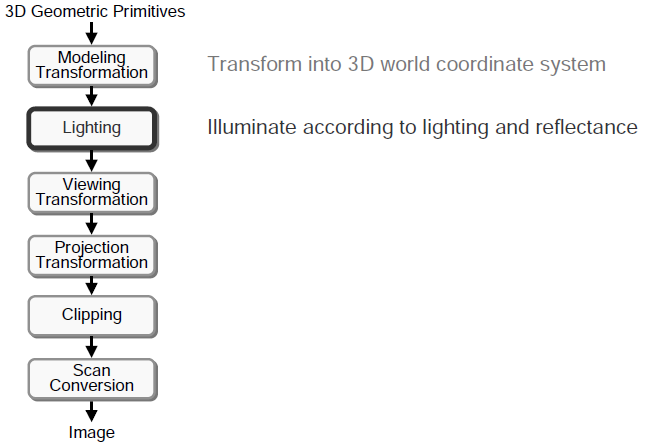 3D Geometric Primitives
Modeling
Transformation
Transform into 3D world coordinate system
Lighting
Illuminate according to lighting and reflectance
Viewing
Transformation
Projection
Transformation
Clipping
Scan
Conversion
Image